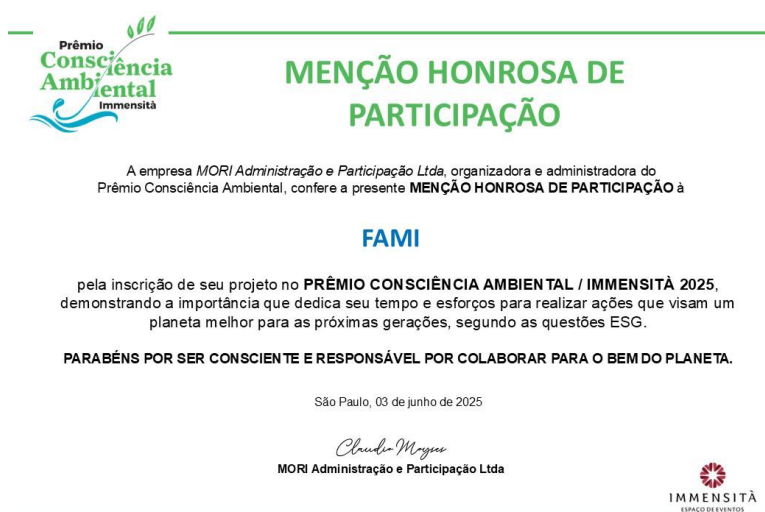 Prêmio
Consciência
Ambiental
Immensità
MENÇÃO HONROSA DE
PARTICIPAÇÃO
A empresa MORI Administração e Participação Ltda, organizadora e administradora do
Prêmio Consciência Ambiental, confere a presente MENÇÃO HONROSA DE PARTICIPAÇÃO à
FAMI
pela inscrição de seu projeto no PRÊMIO CONSCIÊNCIA AMBIENTAL / IMMENSITÀ 2025,
demonstrando a importância que dedica seu tempo e esforços para realizar ações que visam um
planeta melhor para as próximas gerações, segundo as questões ESG.
PARABÉNS POR SER CONSCIENTE E RESPONSÁVEL POR COLABORAR PARA O BEM DO PLANETA.
São Paulo, 03 de junho de 2025
Claudio Moyses
MORI Administração e Participação Ltda
IMMENSITÀ
ESPAÇO DE EVENTOS